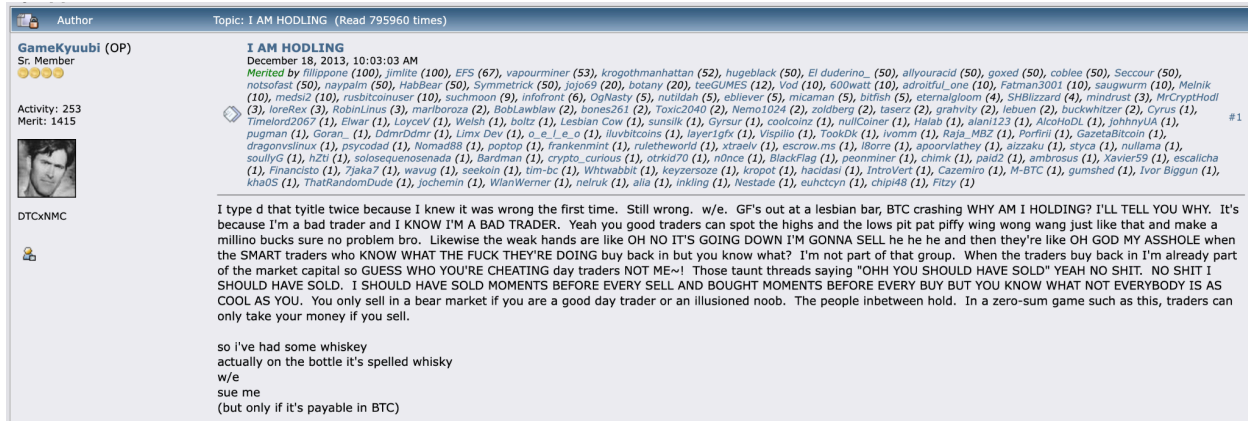 Author Topic: I AM HODLING (Read 795960 times)
GameKyuubi (OP)
Sr. Member
Activity: 253
Merit: 1415
DTCxNMC
I AM HODLING
December 18, 2013, 10:03:03 AM
Merited by fillippone (100), jimlite (100), EFS (67), vapourminer (53), krogothmanhattan (52), hugeblack (50), El duderino_ (50), allyouracid (50), goxed (50), coblee (50), Seccour (50),
notsofast (50), naypalm (50), HabBear (50), Symmetrick (50), jojo69 (20), botany (20), teeGUMES (12), Vod (10), 600watt (10), adroitful_one (10), Fatman3001 (10), saugwurm (10), Melnik
(10), medsi2 (10), rusbitcoinuser (10), suchmoon (9), infofront (6), OgNasty (5), nutildah (5), ebliever (5), micaman (5), bitfish (5), eternalgloom (4), SHBlizzard (4), mindrust (3), MrCryptHodl
(3), loreRex (3), RobinLinus (3), marlboroza (2), BobLawblaw (2), bones261 (2), Toxic2040 (2), Nemo1024 (2), zoldberg (2), taserz (2), grahvity (2), lebuen (2), buckwhitzer (2), Cyrus (1),
Timelord2067 (1), Elwar (1), LoyceV (1), Welsh (1), boltz (1), Lesbian Cow (1), sunsilk (1), Gyrsur (1), coolcoinz (1), nullCoiner (1), Halab (1), alani123 (1), AlcoHoDL (1), johhnyUA (1),
pugman (1), Goran_ (1), DdmrDdmr (1), Limx Dev (1), o_e_l_e_o (1), iluvbitcoins (1), layer1gfx (1), Vispilio (1), TookDk (1), ivomm (1), Raja_MBZ (1), Porfirii (1), GazetaBitcoin (1),
dragonvslinux (1), psycodad (1), Nomad88 (1), poptop (1), frankenmint (1), ruletheworld (1), xtraelv (1), escrow.ms (1), l8orre (1), apoorvlathey (1), aizzaku (1), styca (1), nullama (1),
soullyG (1), hZti (1), solosequenosenada (1), Bardman (1), crypto_curious (1), otrkid70 (1), n0nce (1), BlackFlag (1), peonminer (1), chimk (1), paid2 (1), ambrosus (1), Xavier59 (1), escalicha
(1), Financisto (1), 7jaka7 (1), wavug (1), seekoin (1), tim-bc (1), Whtwabbit (1), keyzersoze (1), kropot (1), hacidasi (1), IntroVert (1), Cazemiro (1), M-BTC (1), gumshed (1), Ivor Biggun (1),
kha0S (1), ThatRandomDude (1), jochemin (1), WlanWerner (1), nelruk (1), alia (1), inkling (1), Nestade (1), euhctcyn (1), chipi48 (1), Fitzy (1)
#1
I type d that tyitle twice because I knew it was wrong the first time. Still wrong. w/e. GF's out at a lesbian bar, BTC crashing WHY AM I HOLDING? I'LL TELL YOU WHY. It's
because I'm a bad trader and I KNOW I'M A BAD TRADER. Yeah you good traders can spot the highs and the lows pit pat piffy wing wong wang just like that and make a
millino bucks sure no problem bro. Likewise the weak hands are like OH NO IT'S GOING DOWN I'M GONNA SELL he he he and then they're like OH GOD MY ASSHOLE when
the SMART traders who KNOW WHAT THE FUCK THEY'RE DOING buy back in but you know what? I'm not part of that group. When the traders buy back in I'm already part
of the market capital so GUESS WHO YOU'RE CHEATING day traders NOT ME~! Those taunt threads saying "OHH YOU SHOULD HAVE SOLD" YEAH NO SHIT. NO SHIT I
SHOULD HAVE SOLD. I SHOULD HAVE SOLD MOMENTS BEFORE EVERY SELL AND BOUGHT MOMENTS BEFORE EVERY BUY BUT YOU KNOW WHAT NOT EVERYBODY IS AS
COOL AS YOU. You only sell in a bear market if you are a good day trader or an illusioned noob. The people inbetween hold. In a zero-sum game such as this, traders can
only take your money if you sell.
so i've had some whiskey
actually on the bottle it's spelled whisky
w/e
sue me
(but only if it's payable in BTC)